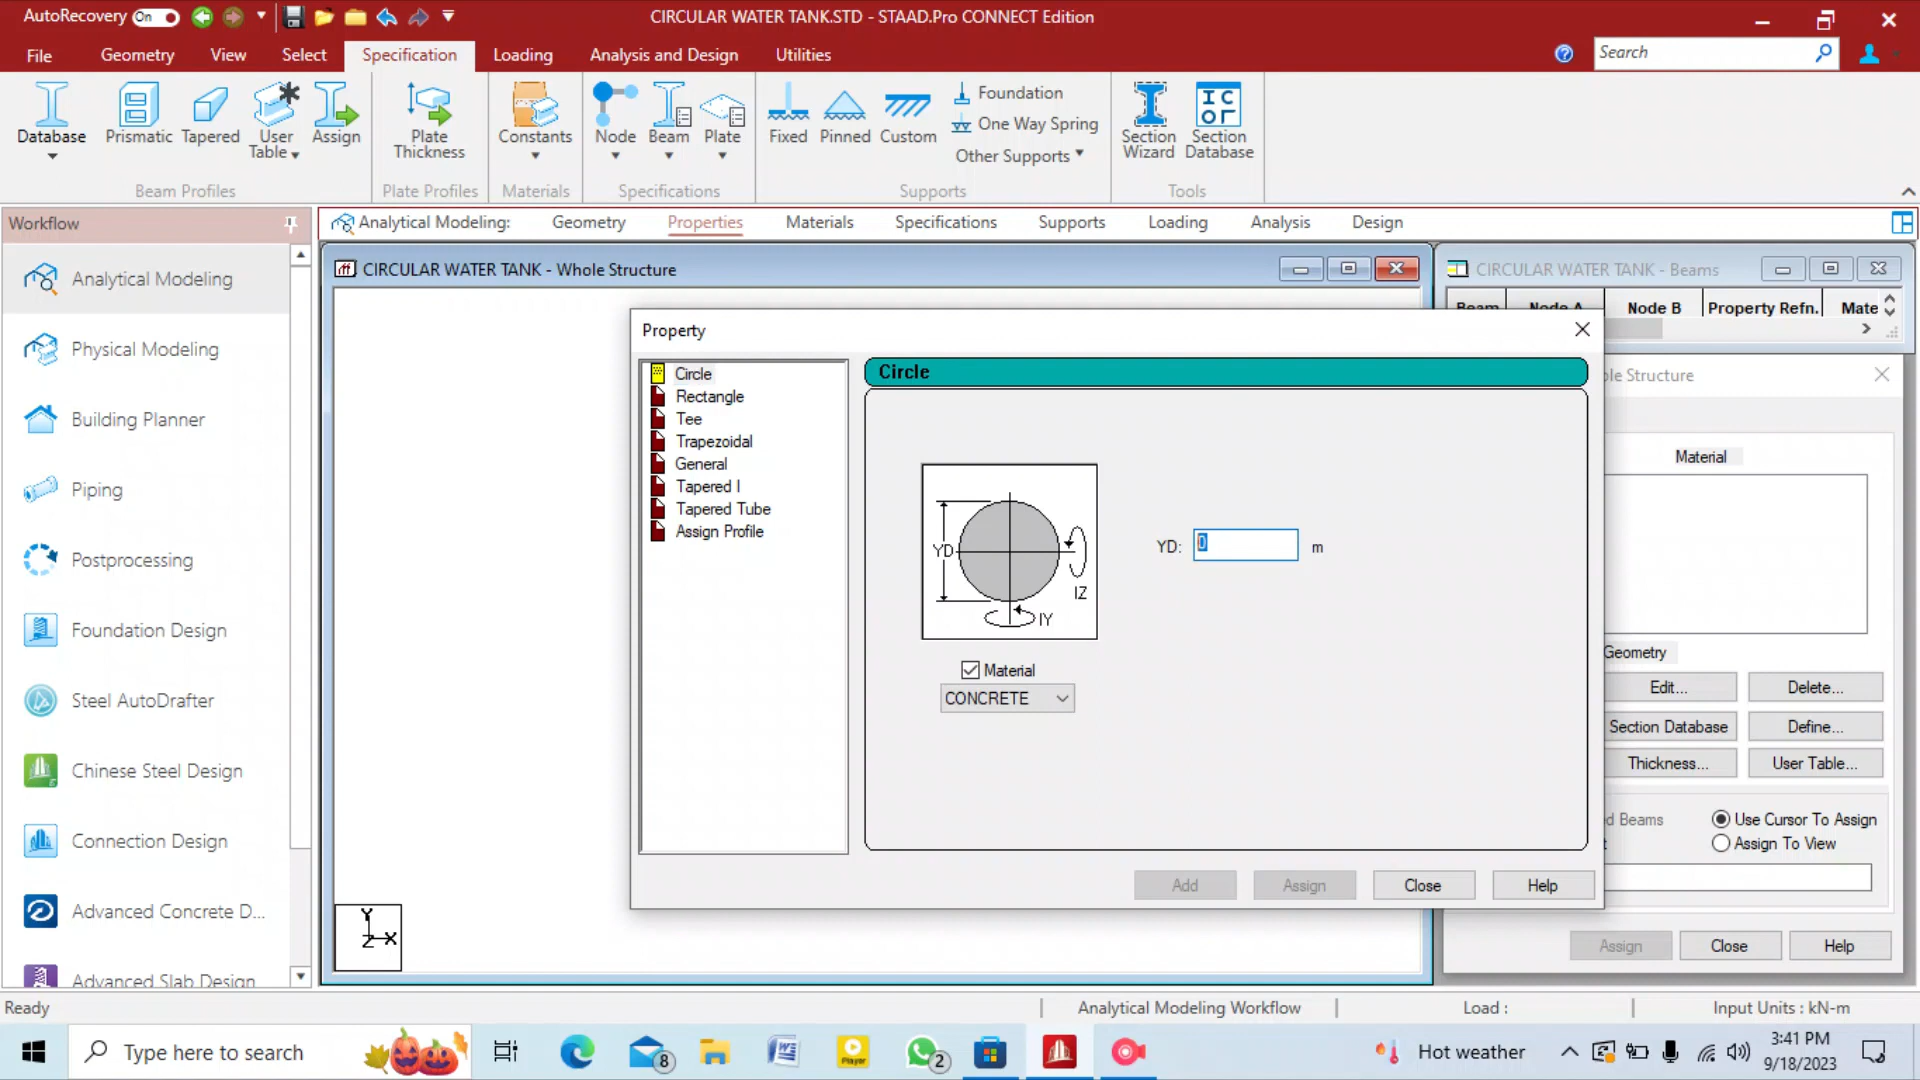 AutoRecovery On
CIRCULAR WATER TANK.STD - STAAD.Pro CONNECT Edition
File Geometry View Select Specification Loading Analysis and Design Utilities
Search
Database Prismatic Tapered User Table Assign
Beam Profiles
Plate Thickness
Plate Profiles
Constants
Materials
Node Beam Plate
Specifications
Fixed Pinned Custom
Foundation
One Way Spring
Other Supports
Supports
Section Wizard
Section Database
IC
OT
Tools
Workflow
Analytical Modeling: Geometry Properties Materials Specifications Supports Loading Analysis Design
Analytical Modeling
Physical Modeling
Building Planner
Piping
Postprocessing
Foundation Design
Steel AutoDrafter
Chinese Steel Design
Connection Design
Advanced Concrete D...
Advanced Slab Design
CIRCULAR WATER TANK - Whole Structure
Y
Z X
CIRCULAR WATER TANK - Beams
Beam Node A Node B Property Refn. Mate
Property
Circle
Rectangle
Tee
Trapezoidal
General
Tapered I
Tapered Tube
Assign Profile
Circle
YD
IZ
IY
YD: 0 m
Material
CONCRETE
Add Assign Close Help
ole Structure
Material
Geometry
Edit... Delete...
Section Database Define...
Thickness... User Table...
d Beams Use Cursor To Assign
t Assign To View
Assign Close Help
Ready
Analytical Modeling Workflow
Load :
Input Units : kN-m
Type here to search
8
Player
2
Hot weather
3:41 PM
9/18/2023